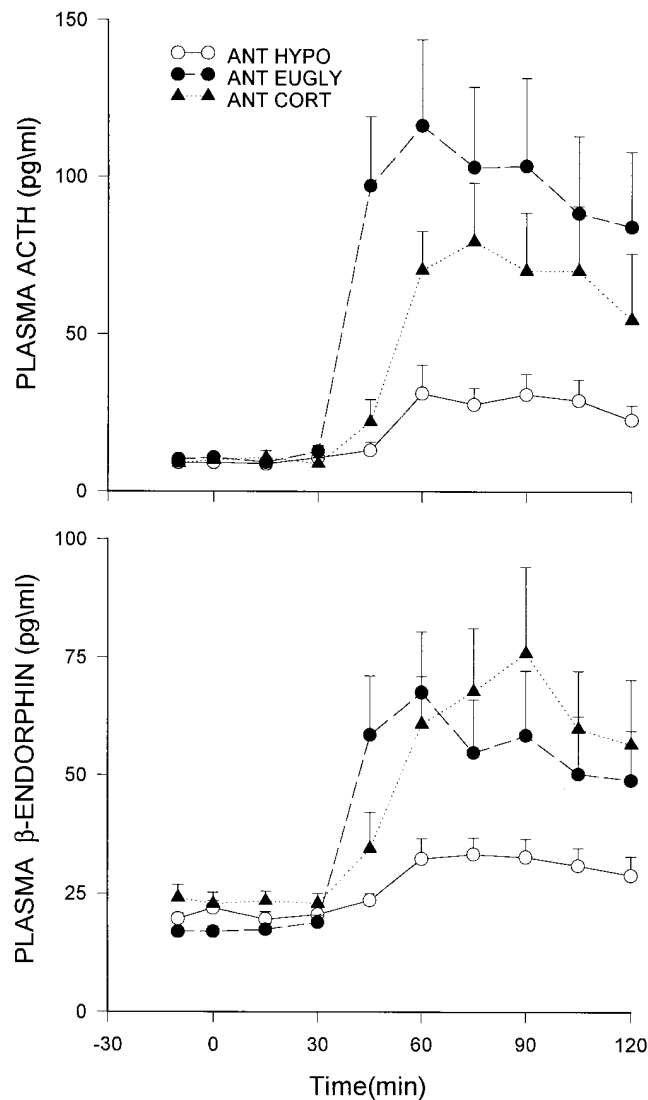 150
ANT HYPO
ANT EUGLY
ANT CORT
100
50
0
PLASMA ACTH (pg\ml)
100
75
50
25
0
PLASMA β-ENDORPHIN (pg\ml)
-30 0 30 60 90 120
Time(min)